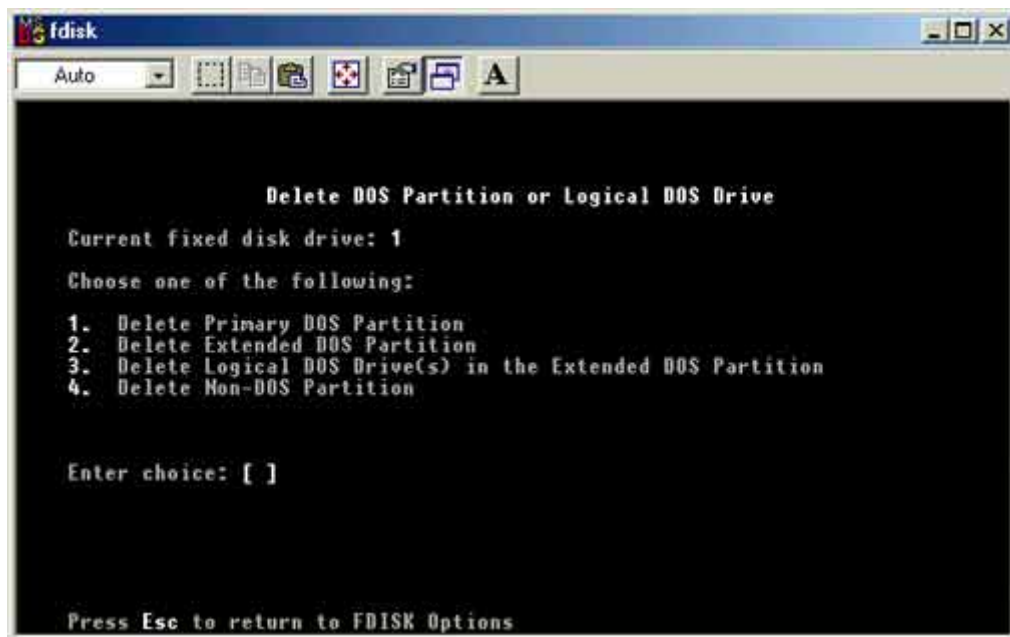 fdisk
Auto
A
Delete DOS Partition or Logical DOS Drive
Current fixed disk drive: 1
Choose one of the following:
1. Delete Primary DOS Partition
2. Delete Extended DOS Partition
3. Delete Logical DOS Drive(s) in the Extended DOS Partition
4. Delete Non-DOS Partition
Enter choice: [ ]
Press Esc to return to FDISK Options